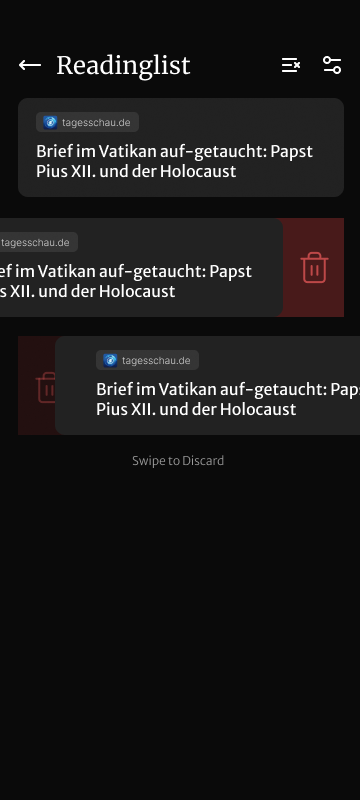 Readinglist
tagesschau.de
Brief im Vatikan auf-getaucht: Papst
Pius XII. und der Holocaust
tagesschau.de
ef im Vatikan auf-getaucht: Papst
s XII. und der Holocaust
tagesschau.de
Brief im Vatikan auf-getaucht: Pap
Pius XII. und der Holocaust
Swipe to Discard